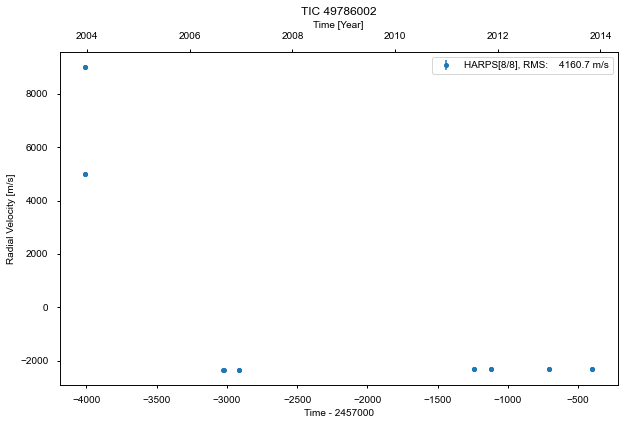 TIC 49786002
Time [Year]
2004 2006 2008 2010 2012 2014
HARPS[8/8], RMS: 4160.7 m/s
8000
6000
4000
2000
0
−2000
Radial Velocity [m/s]
−4000 −3500 −3000 −2500 −2000 −1500 −1000 −500
Time - 2457000